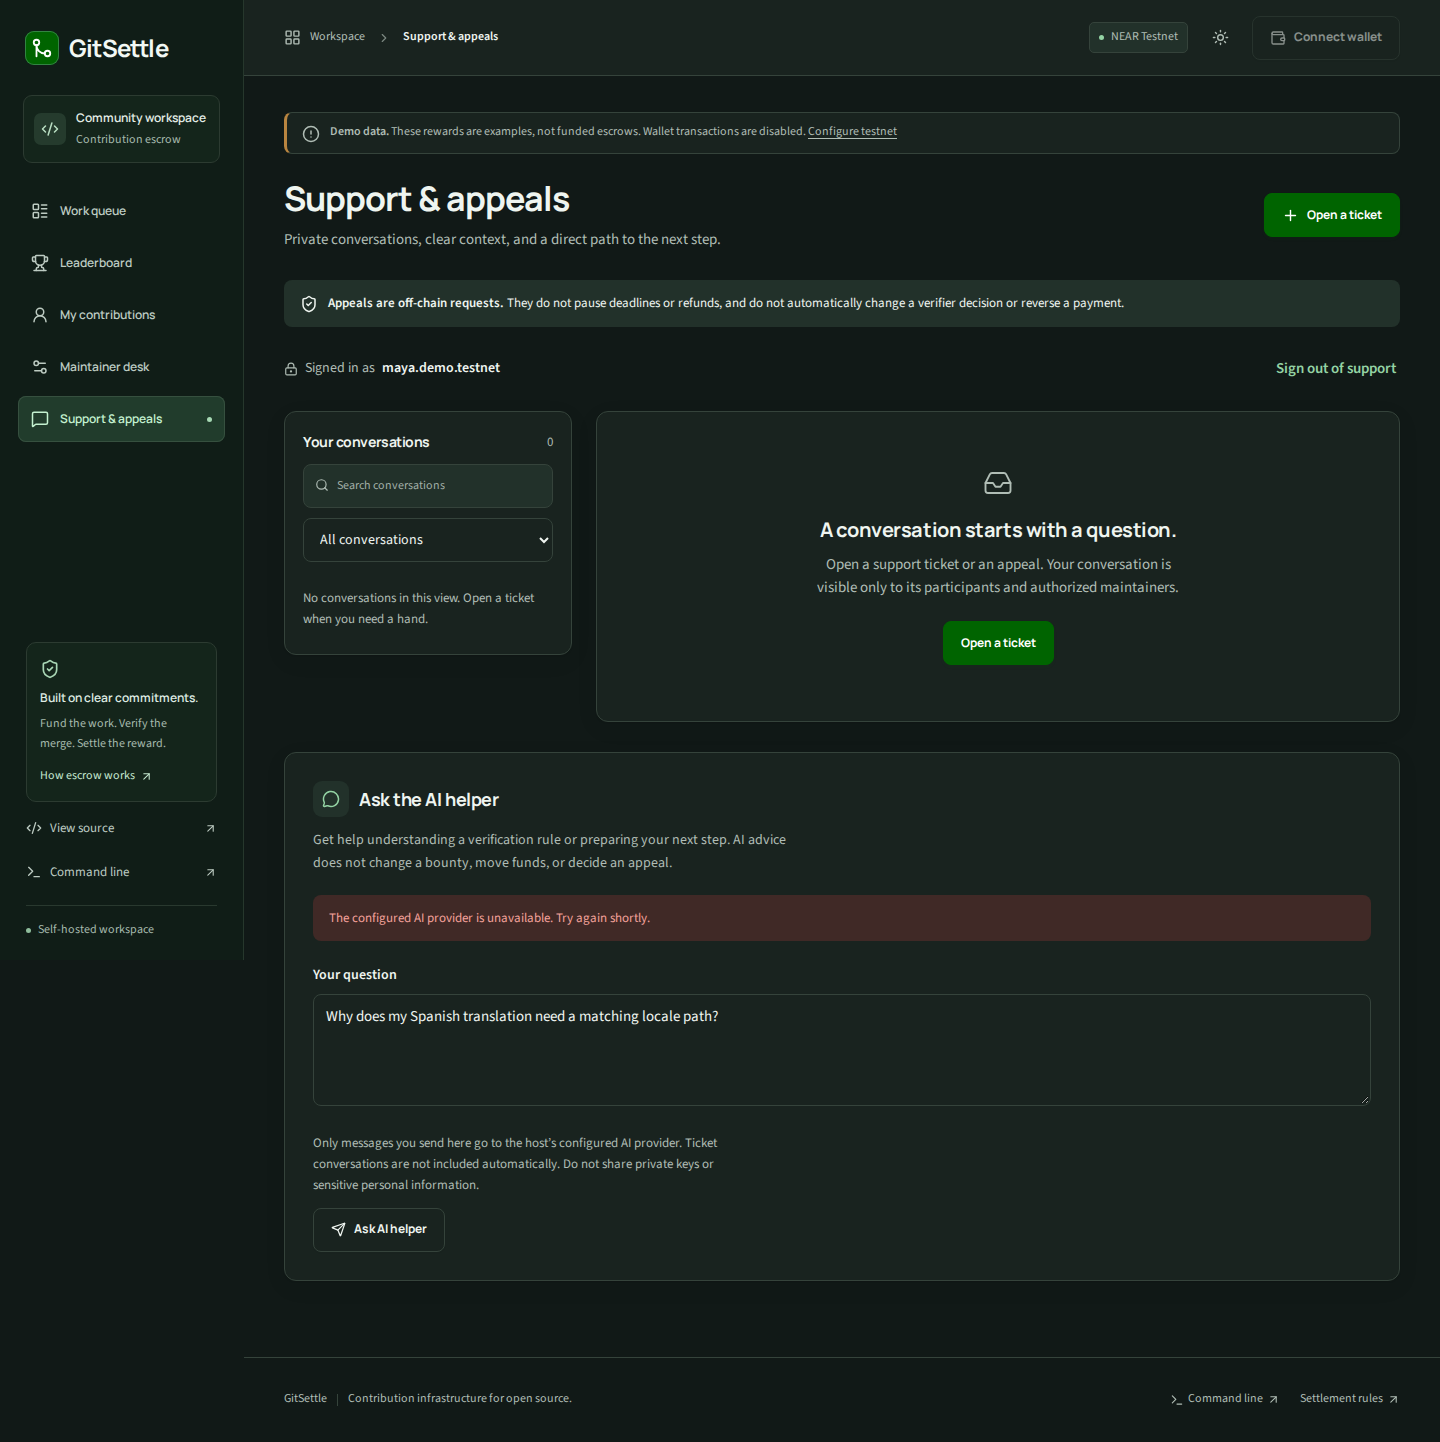 GitSettle
Community workspace
Contribution escrow
Work queue
Leaderboard
My contributions
Maintainer desk
Support & appeals
Built on clear commitments.
Fund the work. Verify the
merge. Settle the reward.
How escrow works
View source
Command line
Self-hosted workspace
Workspace
Support & appeals
NEAR Testnet
Connect wallet
Demo data. These rewards are examples, not funded escrows. Wallet transactions are disabled. Configure testnet
Support & appeals
Private conversations, clear context, and a direct path to the next step.
Open a ticket
Appeals are off-chain requests. They do not pause deadlines or refunds, and do not automatically change a verifier decision or reverse a payment.
Signed in as maya.demo.testnet
Sign out of support
Your conversations 0
Search conversations
All conversations
No conversations in this view. Open a ticket
when you need a hand.
A conversation starts with a question.
Open a support ticket or an appeal. Your conversation is
visible only to its participants and authorized maintainers.
Open a ticket
Ask the AI helper
Get help understanding a verification rule or preparing your next step. AI advice
does not change a bounty, move funds, or decide an appeal.
The configured AI provider is unavailable. Try again shortly.
Your question
Why does my Spanish translation need a matching locale path?
Only messages you send here go to the host's configured AI provider. Ticket
conversations are not included automatically. Do not share private keys or
sensitive personal information.
Ask AI helper
GitSettle
Contribution infrastructure for open source.
Command line
Settlement rules